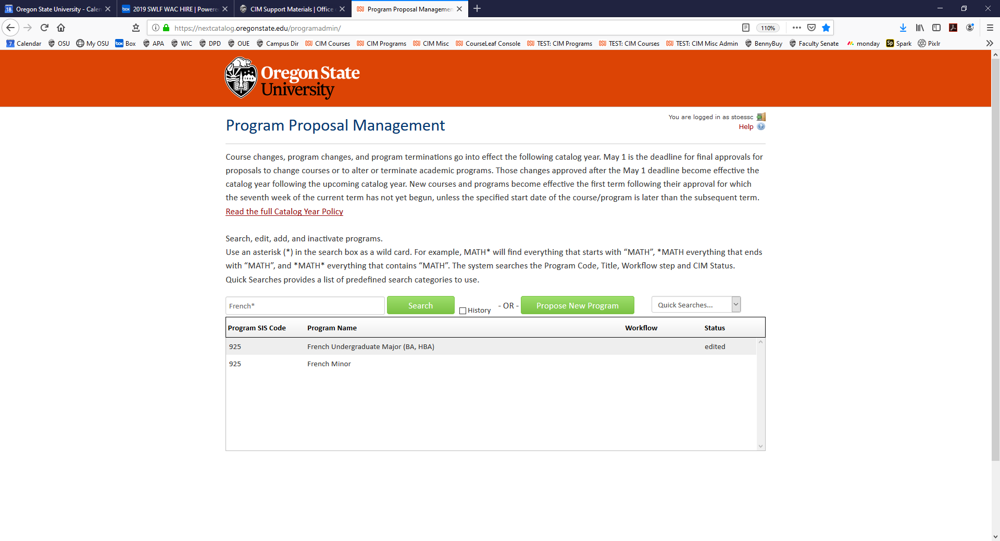 18 Oregon State University - Calen
box 2019 SWLF WAC HIRE | Powere
CIM Support Materials | Office
OSU Program Proposal Managemen
https://nextcatalog.oregonstate.edu/programadmin/
110%
7 Calendar
OSU
My OSU
box Box
APA
WIC
DPD
OUE
Campus Dir
OSU CIM Courses
OSU CIM Programs
OSU CIM Misc
OSU CourseLeaf Console
OSU TEST: CIM Programs
OSU TEST: CIM Courses
OSU TEST: CIM Misc Admin
BennyBuy
Faculty Senate
monday
Sp Spark
Pixlr
Oregon State
University
You are logged in as stoessc
Help
Program Proposal Management
Course changes, program changes, and program terminations go into effect the following catalog year. May 1 is the deadline for final approvals for
proposals to change courses or to alter or terminate academic programs. Those changes approved after the May 1 deadline become effective the
catalog year following the upcoming catalog year. New courses and programs become effective the first term following their approval for which
the seventh week of the current term has not yet begun, unless the specified start date of the course/program is later than the subsequent term.
Read the full Catalog Year Policy
Search, edit, add, and inactivate programs.
Use an asterisk (*) in the search box as a wild card. For example, MATH* will find everything that starts with “MATH”, *MATH everything that ends
with “MATH”, and *MATH* everything that contains “MATH”. The system searches the Program Code, Title, Workflow step and CIM Status.
Quick Searches provides a list of predefined search categories to use.
French* Search History - OR - Propose New Program Quick Searches...
Program SIS Code Program Name Workflow Status
925 French Undergraduate Major (BA, HBA) edited
925 French Minor